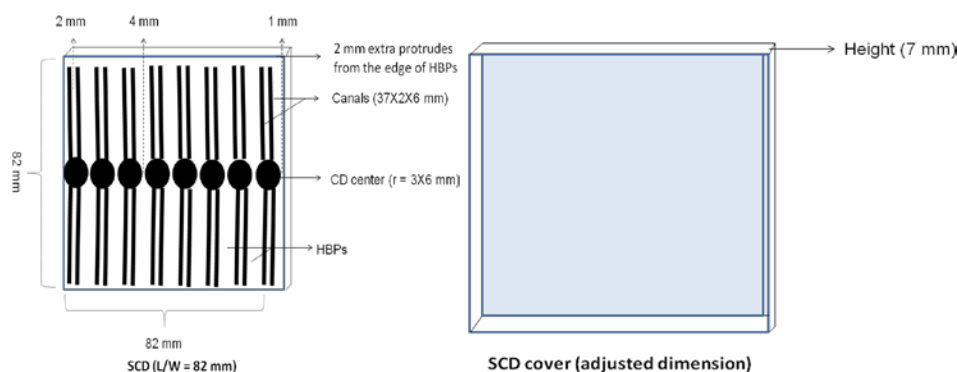 2 mm
4 mm
1 mm
2 mm extra protrudes
from the edge of HBPs
Canals (37X2X6 mm)
82 mm
CD center (r = 3X6 mm)
HBPs
82 mm
SCD (L/W = 82 mm)
Height (7 mm)
SCD cover (adjusted dimension)